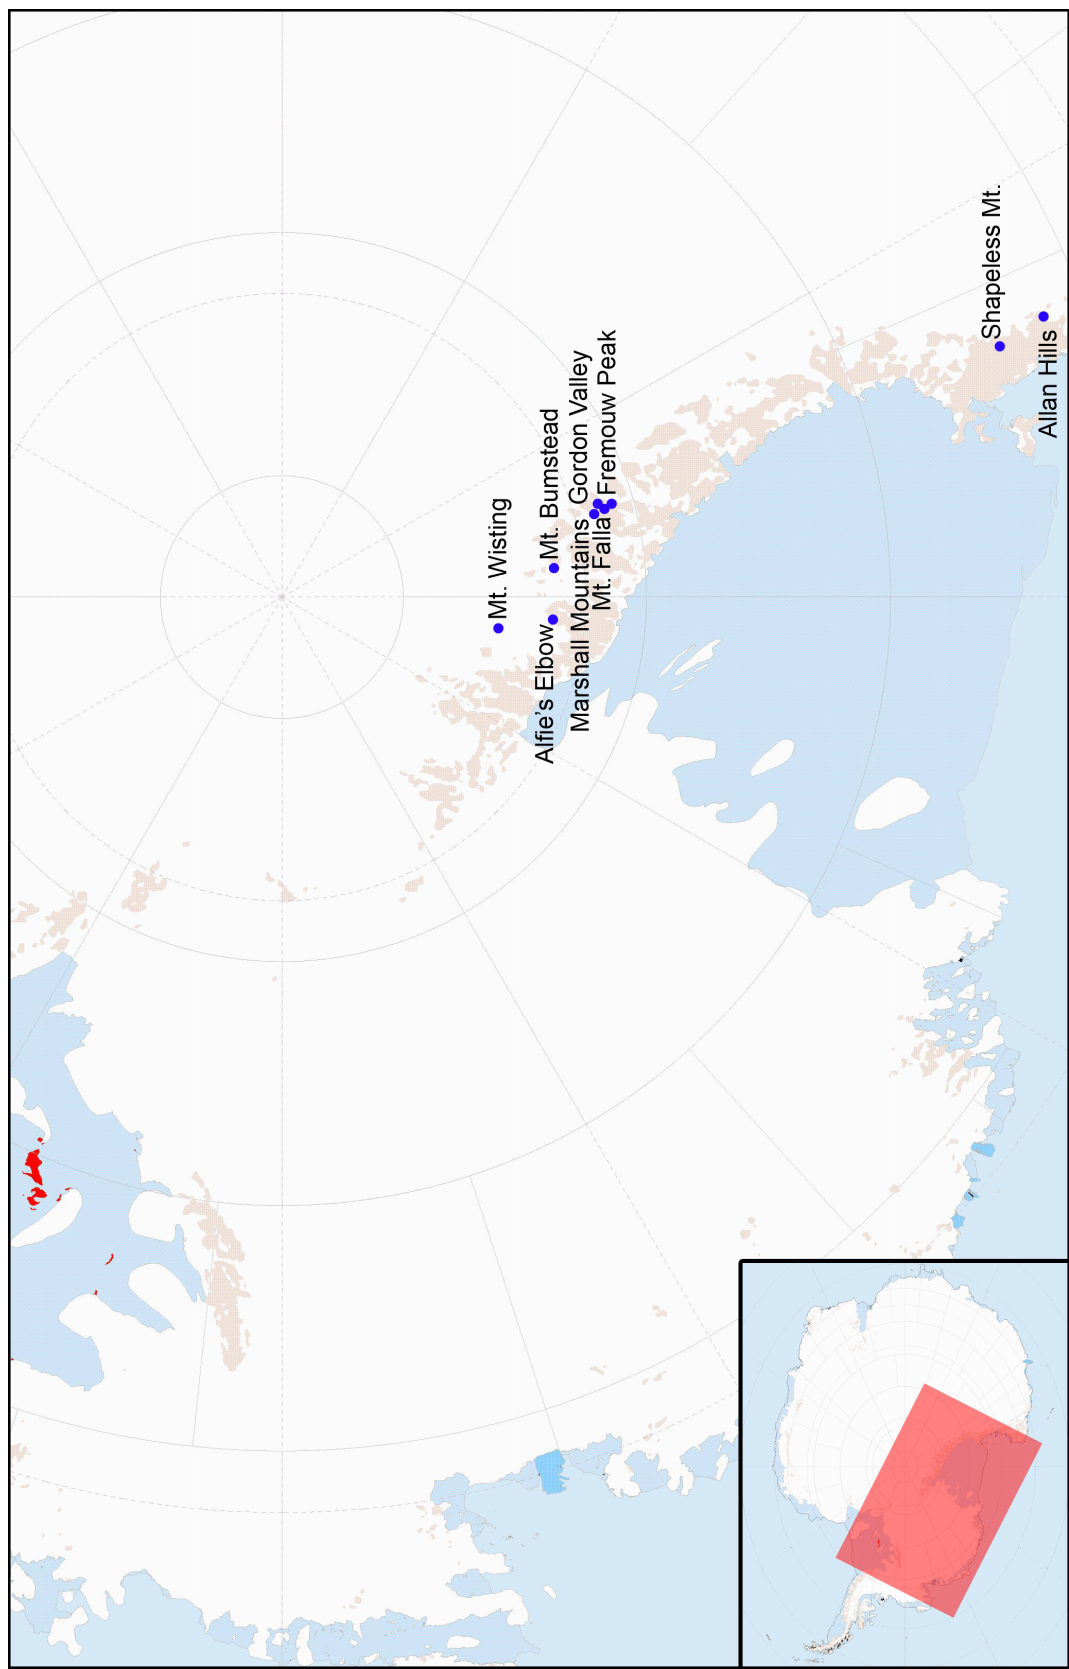 Mt. Wisting
Alfie's Elbow
Mt. Bumstead
Marshall Mountains
Gordon Valley
Mt. Falla
Fremouw Peak
Shapeless Mt.
Allan Hills